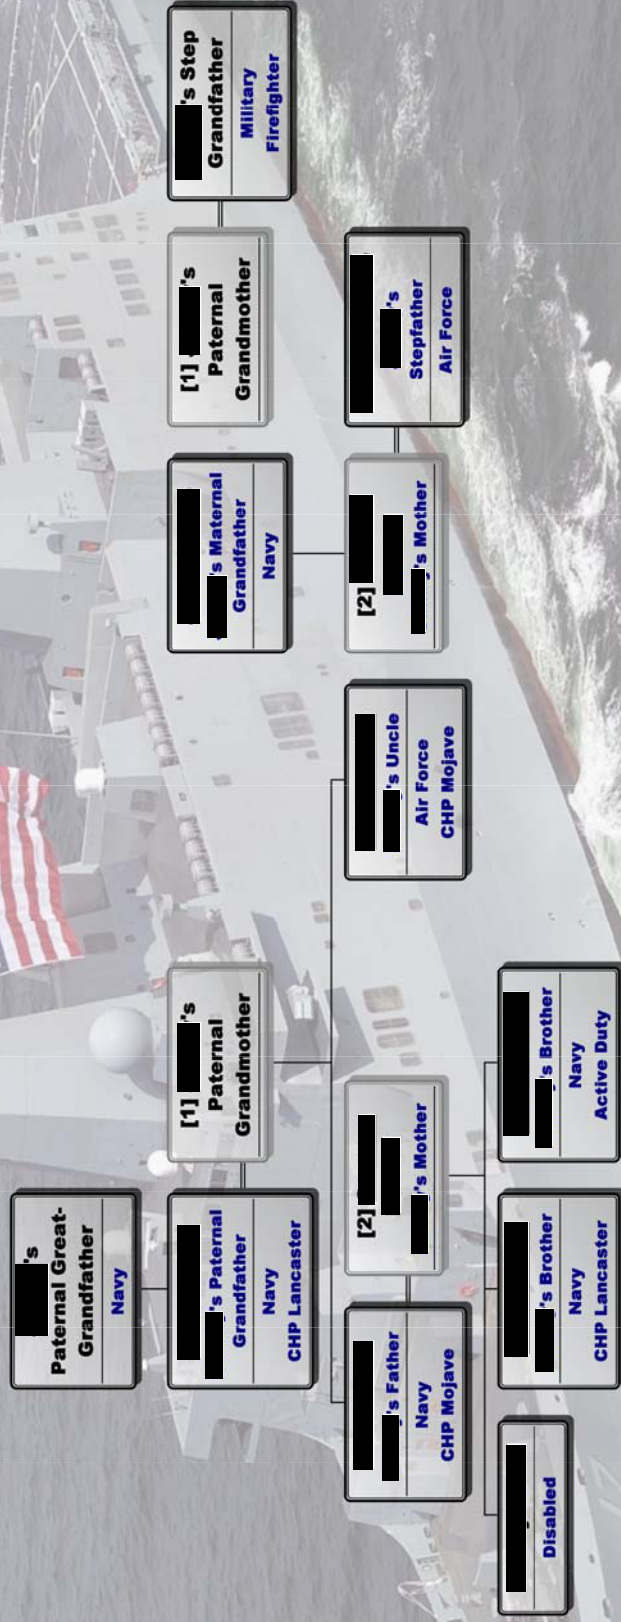 's
Paternal Great-
Grandfather
Navy
's Paternal
Grandfather
Navy
CHP Lancaster
[1] 's
Paternal
Grandmother
's Maternal
Grandfather
Navy
[1] 's
Paternal
Grandmother
's Step
Grandfather
Military
Firefighter
's Father
Navy
CHP Mojave
[2]
's Mother
's Uncle
Air Force
CHP Mojave
[2]
's Mother
's
Stepfather
Air Force
Disabled
's Brother
Navy
CHP Lancaster
's Brother
Navy
Active Duty